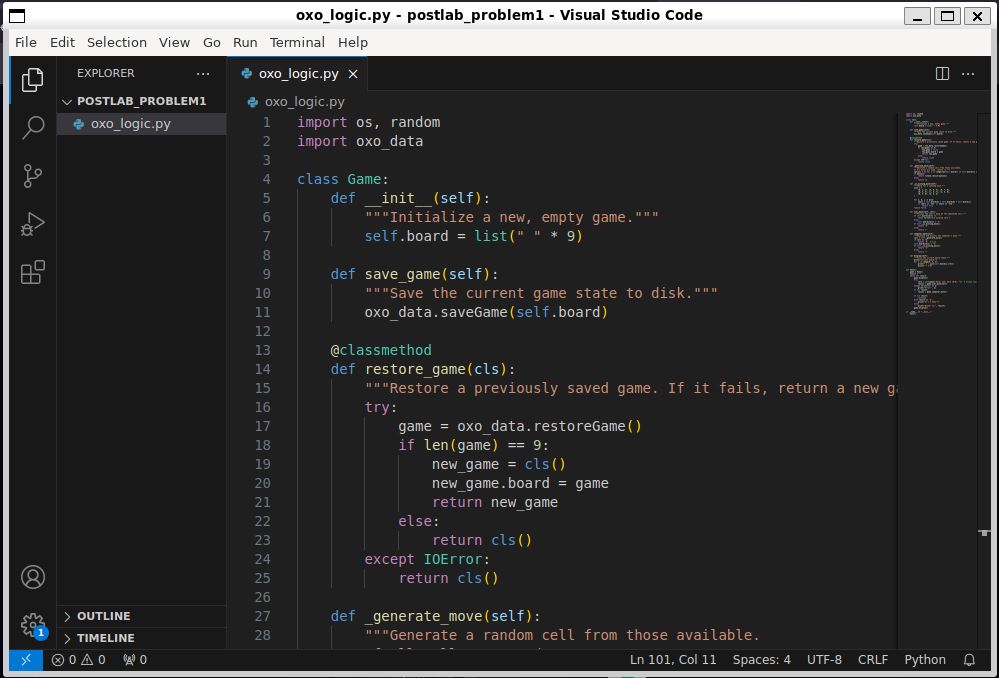 oxo_logic.py - postlab_problem1 - Visual Studio Code
File Edit Selection View Go Run Terminal Help
EXPLORER
POSTLAB_PROBLEM1
oxo_logic.py
OUTLINE
TIMELINE
1
oxo_logic.py
oxo_logic.py
1 import os, random
2 import oxo_data
3
4 class Game:
5     def __init__(self):
6         """Initialize a new, empty game."""
7         self.board = list(" " * 9)
8
9     def save_game(self):
10         """Save the current game state to disk."""
11         oxo_data.saveGame(self.board)
12
13     @classmethod
14     def restore_game(cls):
15         """Restore a previously saved game. If it fails, return a new
16         try:
17             game = oxo_data.restoreGame()
18             if len(game) == 9:
19                 new_game = cls()
20                 new_game.board = game
21                 return new_game
22             else:
23                 return cls()
24         except IOError:
25             return cls()
26
27     def _generate_move(self):
28         """Generate a random cell from those available.
0 0 0 Ln 101, Col 11 Spaces: 4 UTF-8 CRLF Python